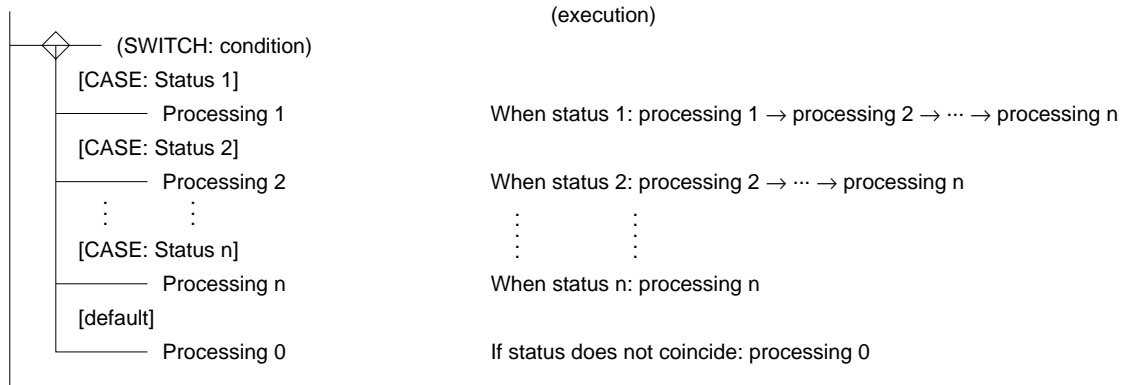 (execution)
(SWITCH: condition)
[CASE: Status 1]
Processing 1 When status 1: processing 1 → processing 2 → ··· → processing n
[CASE: Status 2]
Processing 2 When status 2: processing 2 → ··· → processing n
[CASE: Status n]
Processing n When status n: processing n
[default]
Processing 0 If status does not coincide: processing 0